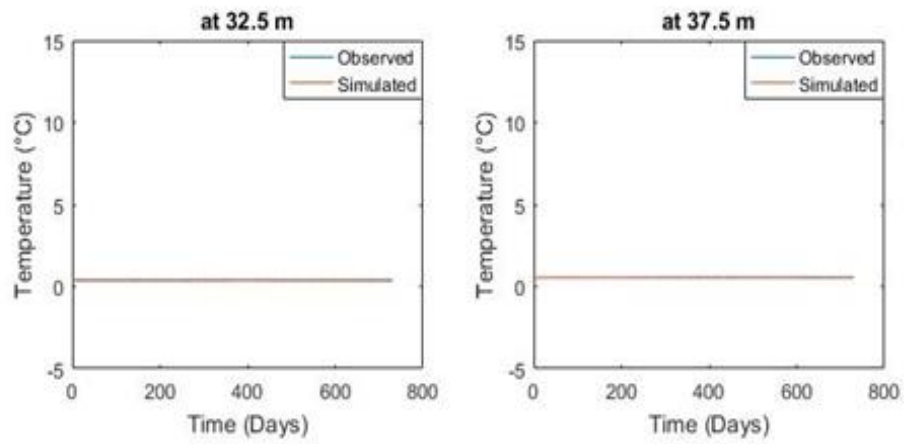 at 32.5 m
Observed
Simulated
15
10
5
0
-5
Temperature (°C)
0 200 400 600 800
Time (Days)
at 37.5 m
Observed
Simulated
15
10
5
0
-5
Temperature (°C)
0 200 400 600 800
Time (Days)